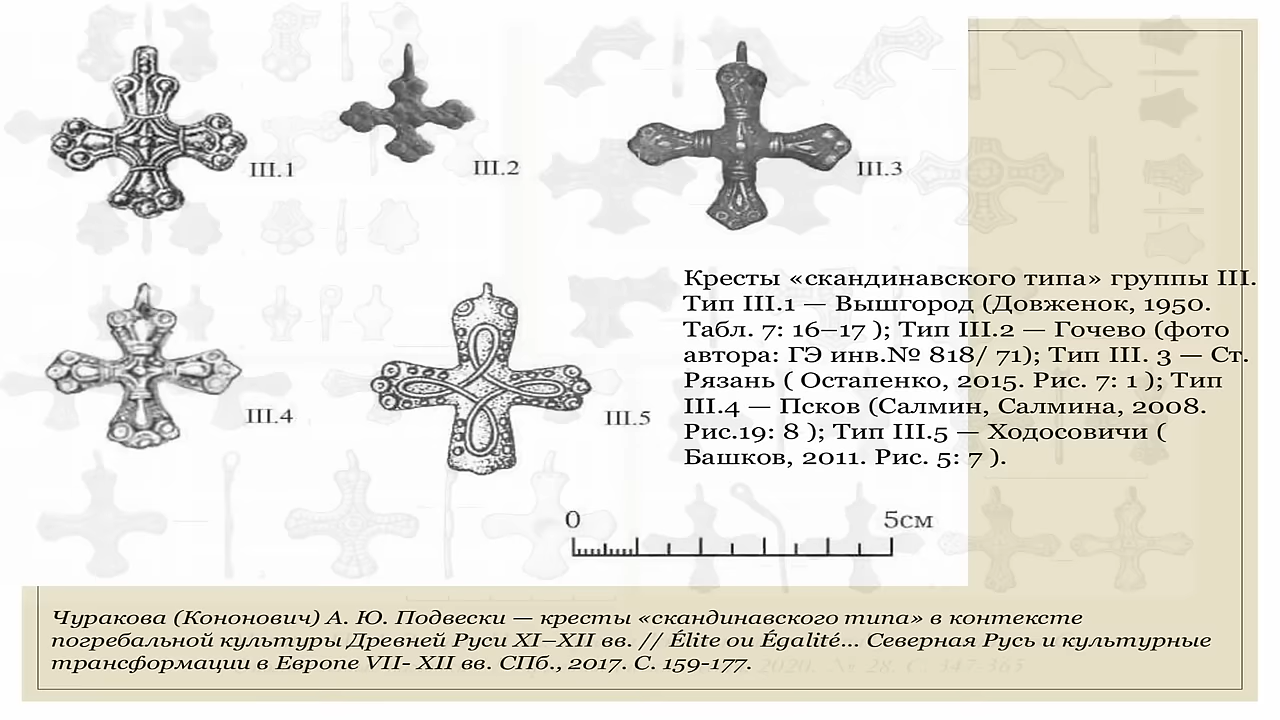 III.1
III.2
III.3
III.4
III.5
Кресты «скандинавского типа» группы III.
Тип III.1 — Вышгород (Довженок, 1950.
Табл. 7: 16–17 ); Тип III.2 — Гочево (фото
автора: ГЭ инв.№ 818/ 71); Тип III. 3 — Ст.
Рязань ( Остапенко, 2015. Рис. 7: 1 ); Тип
III.4 — Псков (Салмин, Салмина, 2008.
Рис.19: 8 ); Тип III.5 — Ходосовичи (
Башков, 2011. Рис. 5: 7 ).
0 5см
Чуракова (Кононович) А. Ю. Подвески — кресты «скандинавского типа» в контексте
погребальной культуры Древней Руси XI–XII вв. // Élite ou Égalité... Северная Русь и культурные
трансформации в Европе VII- XII вв. СПб., 2017. С. 159-177.
2020. № 28. С. 347-363